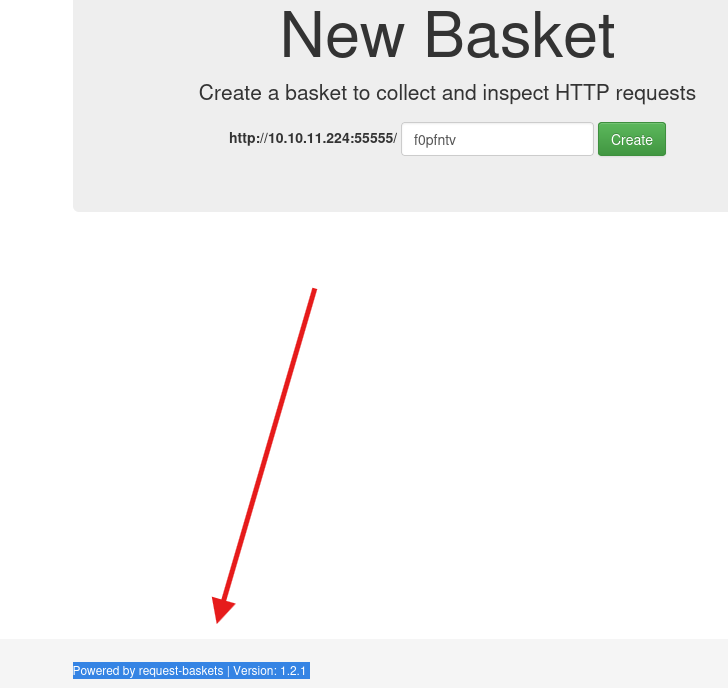 New Basket
Create a basket to collect and inspect HTTP requests
http://10.10.11.224:55555/ f0pfntv Create
Powered by request-baskets | Version: 1.2.1